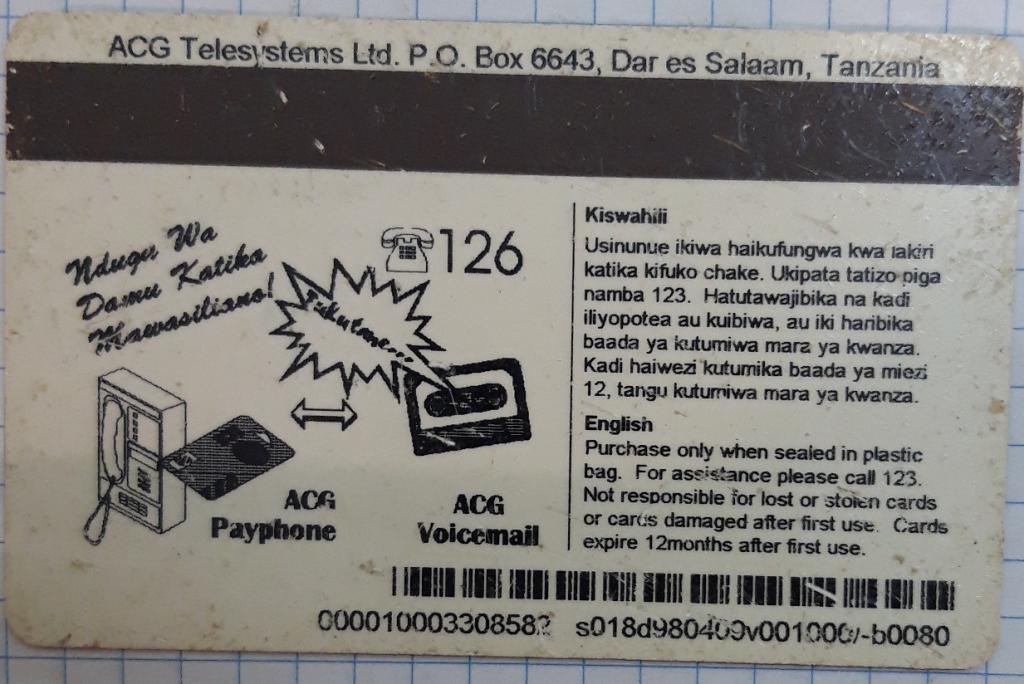 ACG Telesystems Ltd. P.O. Box 6643, Dar es Salaam, Tanzania
Ndugu Wa
Damu Katika
Mawasiliano!
126
ACG
Payphone
ACG
Voicemail
Kiswahili
Usinunue ikiwa haikufungwa kwa lakiri
katika kifuko chake. Ukipata tatizo piga
namba 123. Hatutawajibika na kadi
iliyopotea au kuibiwa, au iki haribika
baada ya kutumiwa mara ya kwanza.
Kadi haiwezi kutumika baada ya miezi
12, tangu kutumiwa mara ya kwanza.
English
Purchase only when sealed in plastic
bag. For assistance please call 123.
Not responsible for lost or stolen cards
or cards damaged after first use. Cards
expire 12months after first use.
000010003308582 s018d980409v001000/-b0080